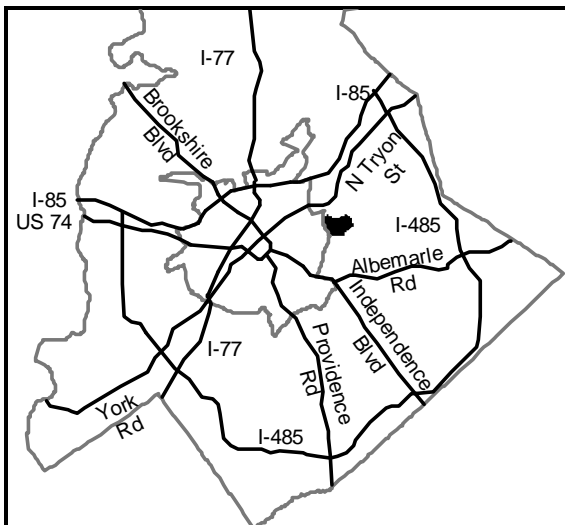 I-77
I-85
Brookshire
Blvd
N Tryon
St
I-85
US 74
I-485
Albemarle
Rd
Independence
Blvd
Providence
Rd
I-77
York
Rd
I-485